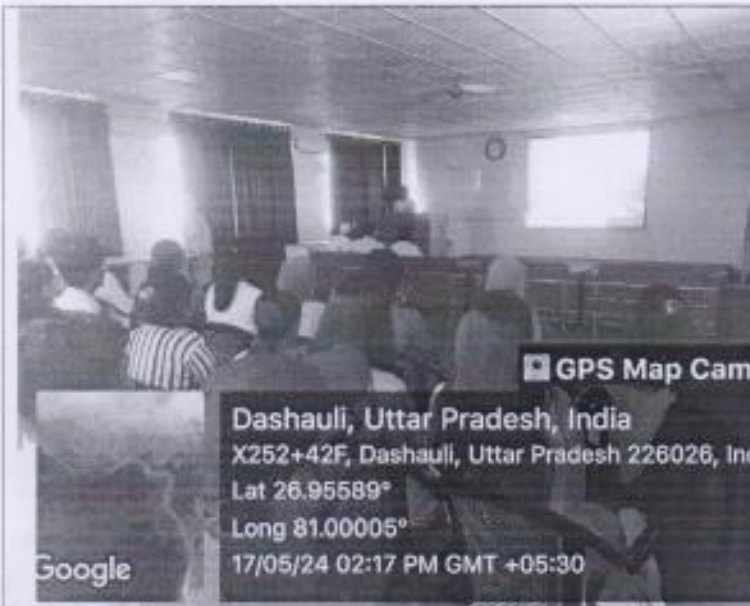 GPS Map Cam
Dashauli, Uttar Pradesh, India
X252+42F, Dashauli, Uttar Pradesh 226026, Ind
Lat 26.95589°
Long 81.00005°
17/05/24 02:17 PM GMT +05:30
Google